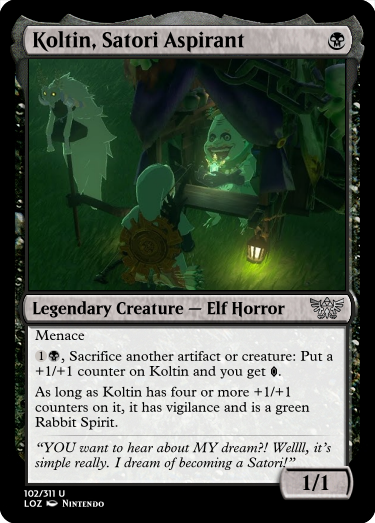 Koltin, Satori Aspirant
Legendary Creature — Elf Horror
Menace
1, Sacrifice another artifact or creature: Put a
+1/+1 counter on Koltin and you get .
As long as Koltin has four or more +1/+1
counters on it, it has vigilance and is a green
Rabbit Spirit.
“YOU want to hear about MY dream?! Wellll, it’s
simple really. I dream of becoming a Satori!”
1/1
102/311 U
LOZ Nintendo